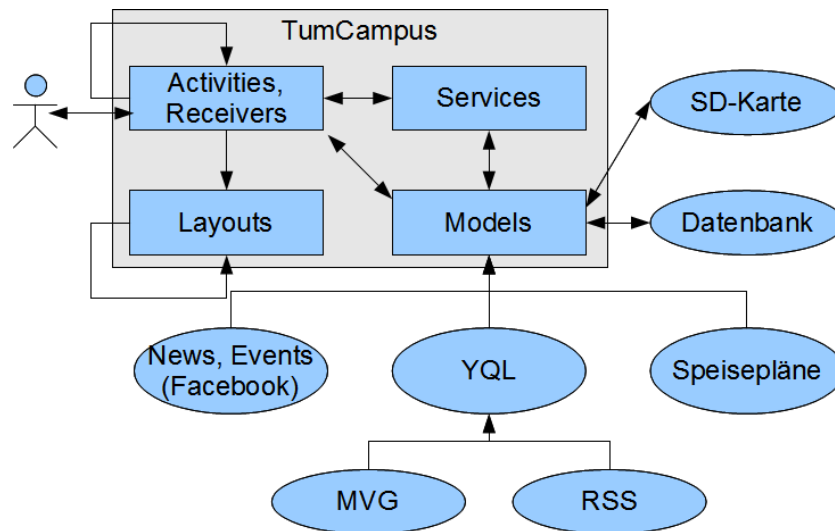 TumCampus
Activities,
Receivers
Services
SD-Karte
Layouts
Models
Datenbank
News, Events
(Facebook)
YQL
Speisepläne
MVG
RSS